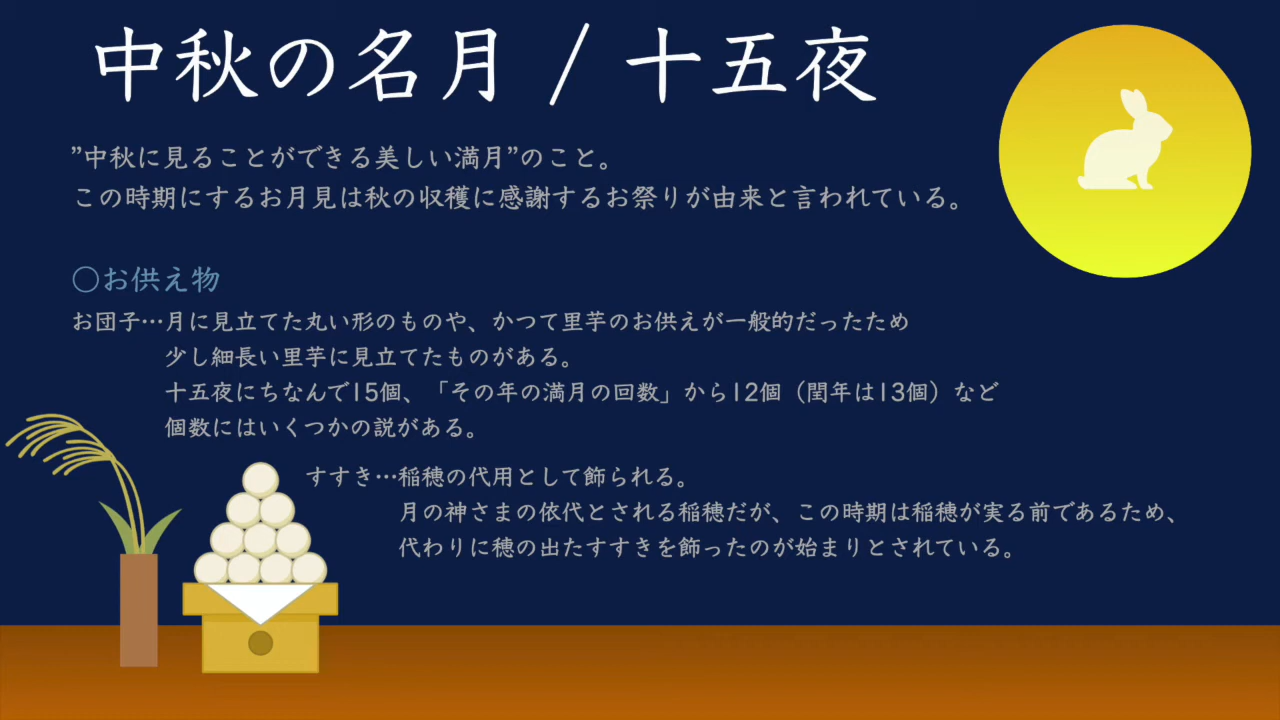 中秋の名月 / 十五夜
”中秋に見ることができる美しい満月”のこと。
この時期にするお月見は秋の収穫に感謝するお祭りが由来と言われている。
〇お供え物
お団子…月に見立てた丸い形のものや、かつて里芋のお供えが一般的だったため
少し細長い里芋に見立てたものがある。
十五夜にちなんで15個、「その年の満月の回数」から12個（閏年は13個）など
個数にはいくつかの説がある。
すすき…稲穂の代用として飾られる。
月の神さまの依代とされる稲穂だが、この時期は稲穂が実る前であるため、
代わりに穂の出たすすきを飾ったのが始まりとされている。